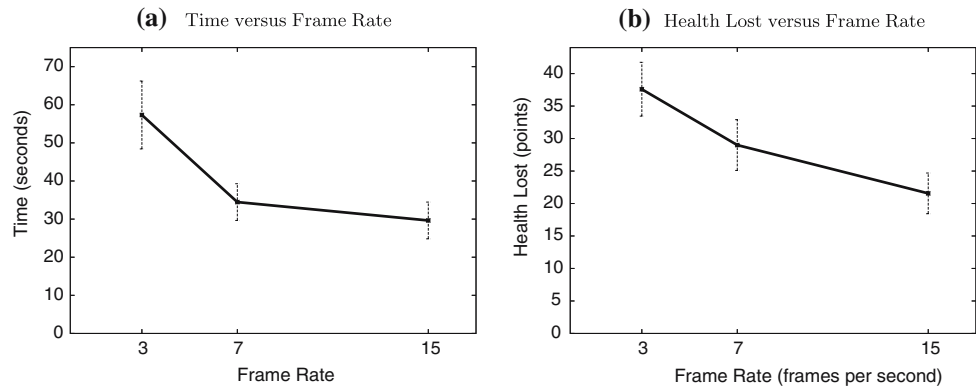 (a) Time versus Frame Rate
70
60
50
40
30
20
10
0
Time (seconds)
3 7 15
Frame Rate
(b) Health Lost versus Frame Rate
40
35
30
25
20
15
10
5
0
Health Lost (points)
3 7 15
Frame Rate (frames per second)